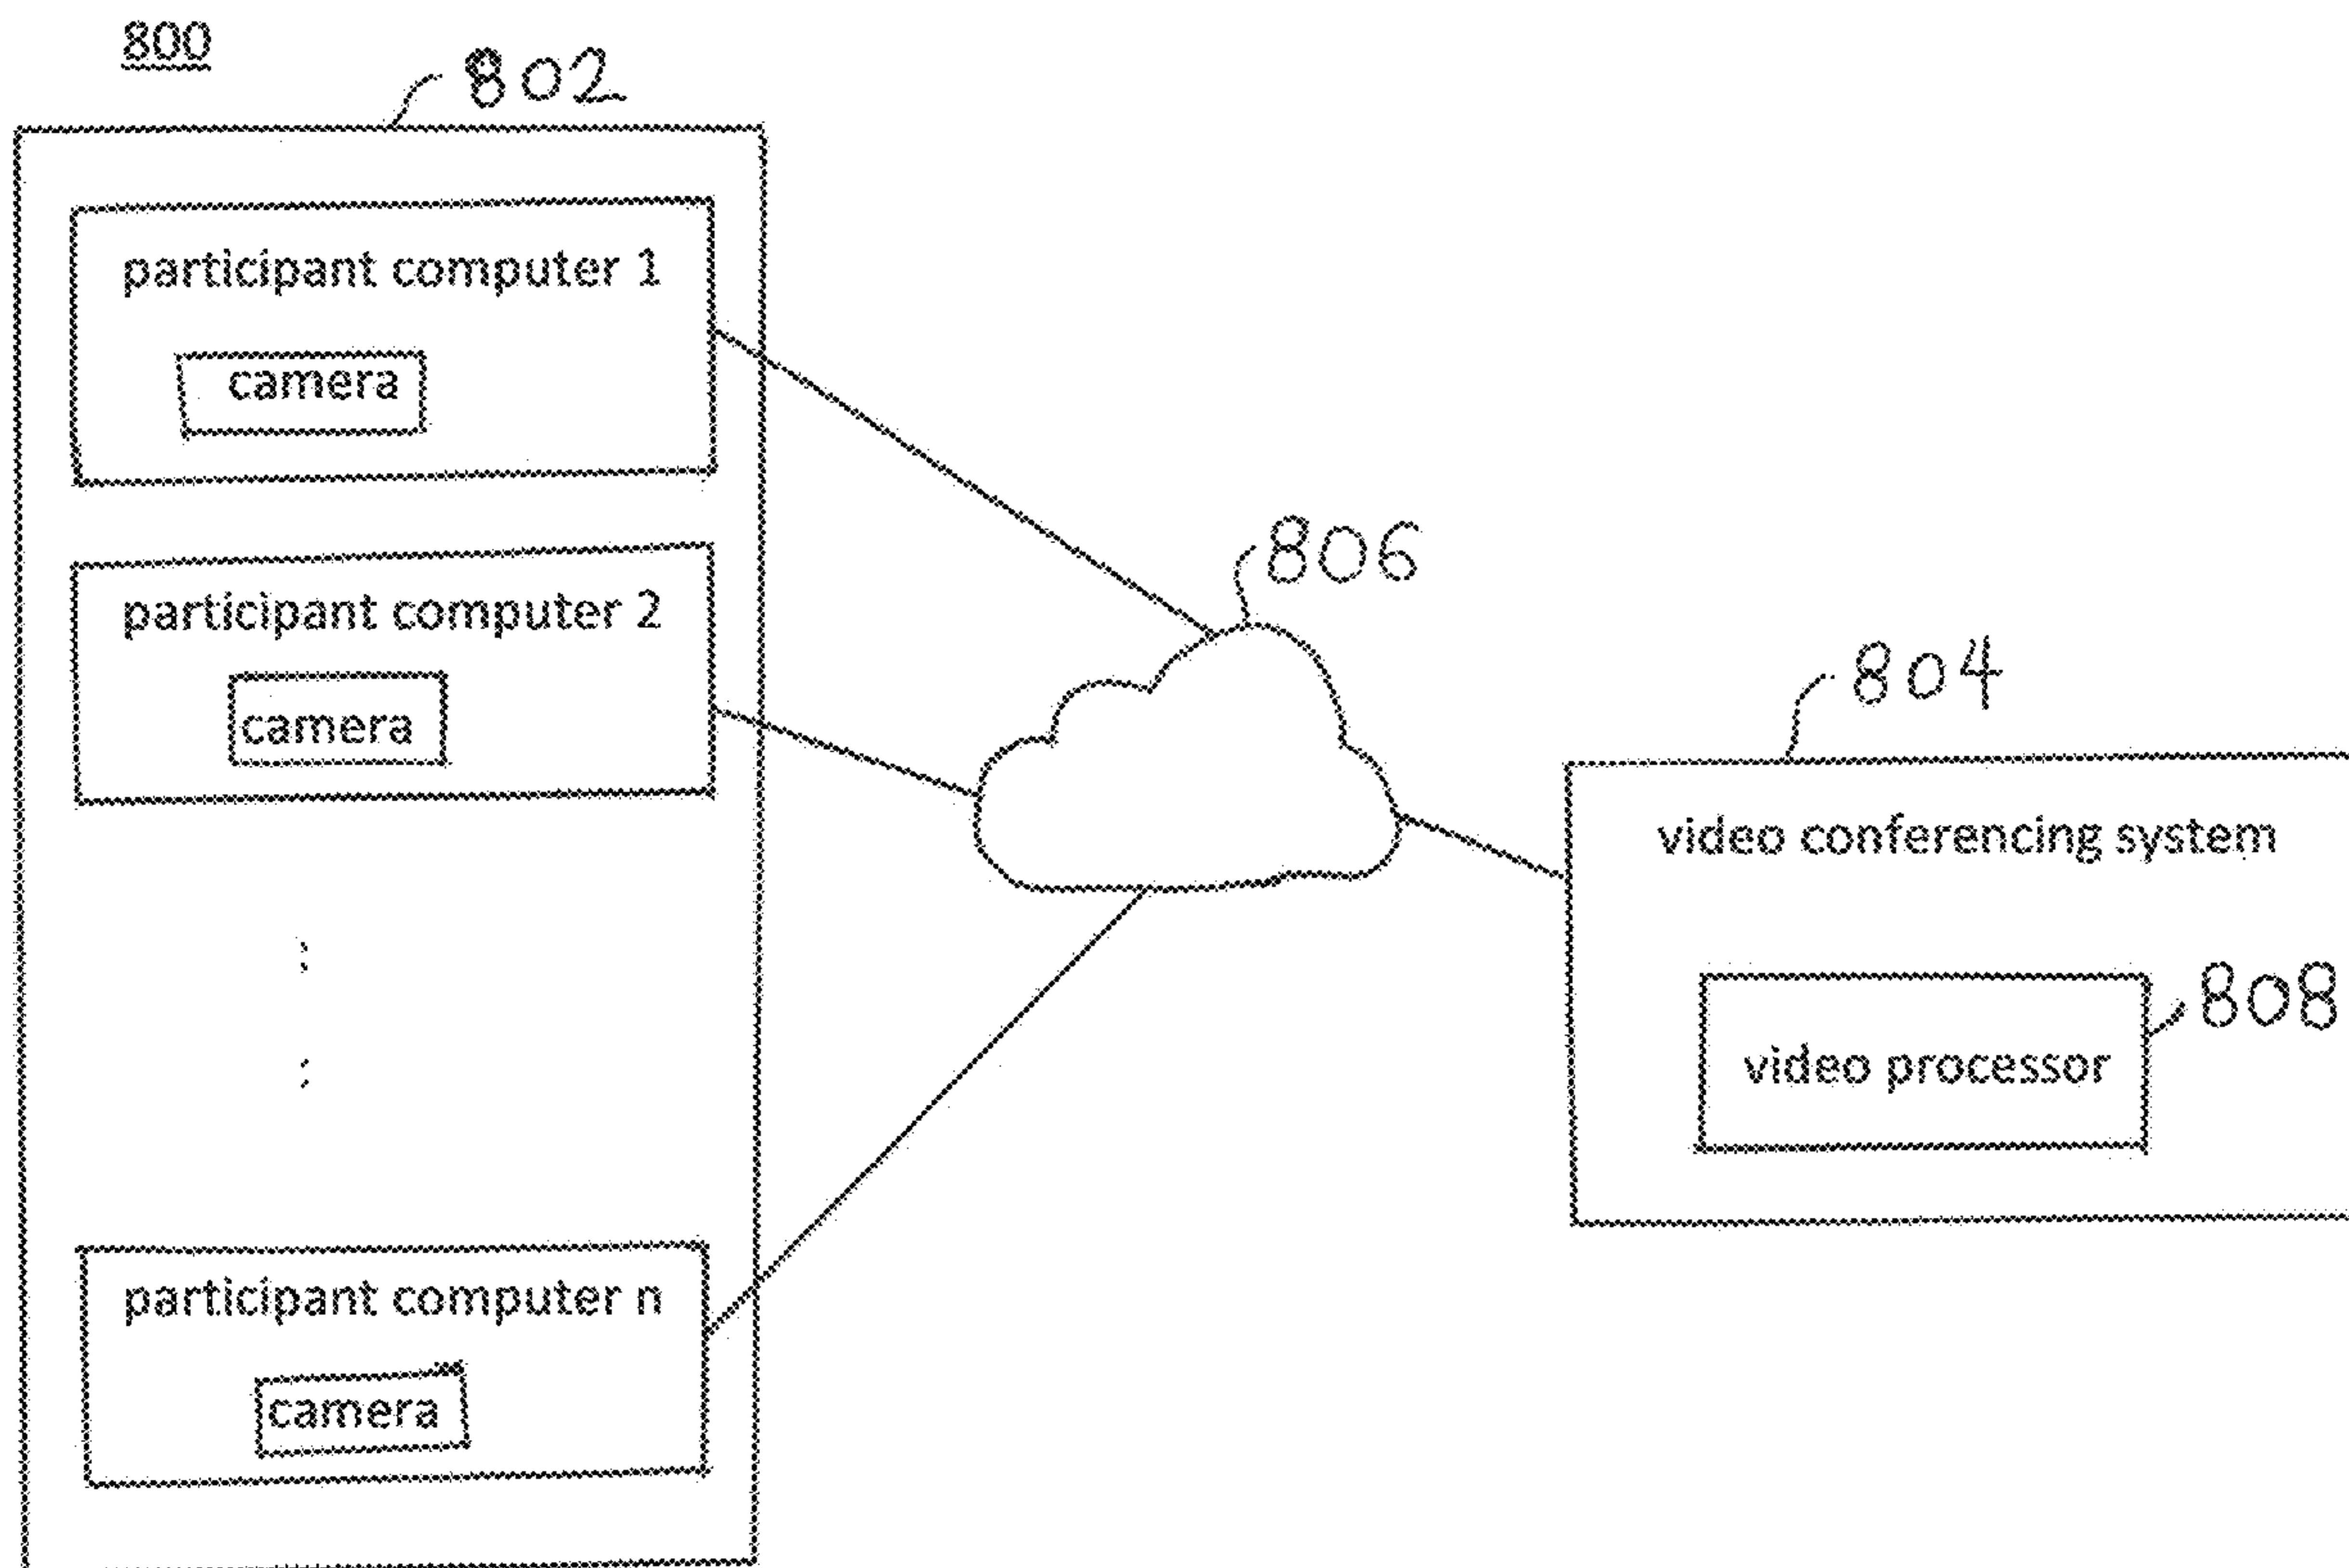 800
802
participant computer 1
camera
participant computer 2
camera
participant computer n
camera
806
804
video conferencing system
video processor
808